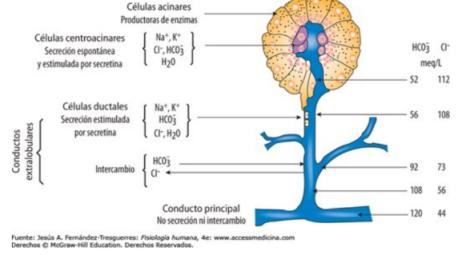 Células acinares
Productoras de enzimas
Células centroacinares
Secreción espontánea
y estimulada por secretina
Na⁺, K⁺
Cl⁻, HCO₃⁻
H₂O
HCO₃⁻ Cl⁻
meq/L
52 112
Células ductales
Secreción estimulada
por secretina
Na⁺, K⁺
HCO₃⁻
Cl⁻, H₂O
56 108
Conductos
extralobulares
Intercambio
HCO₃⁻
Cl⁻
92 73
108 56
Conducto principal
No secreción ni intercambio
120 44
Fuente: Jesús A. Fernández-Tresguerres: Fisiología humana, 4e: www.accessmedicina.com
Derechos © McGraw-Hill Education. Derechos Reservados.